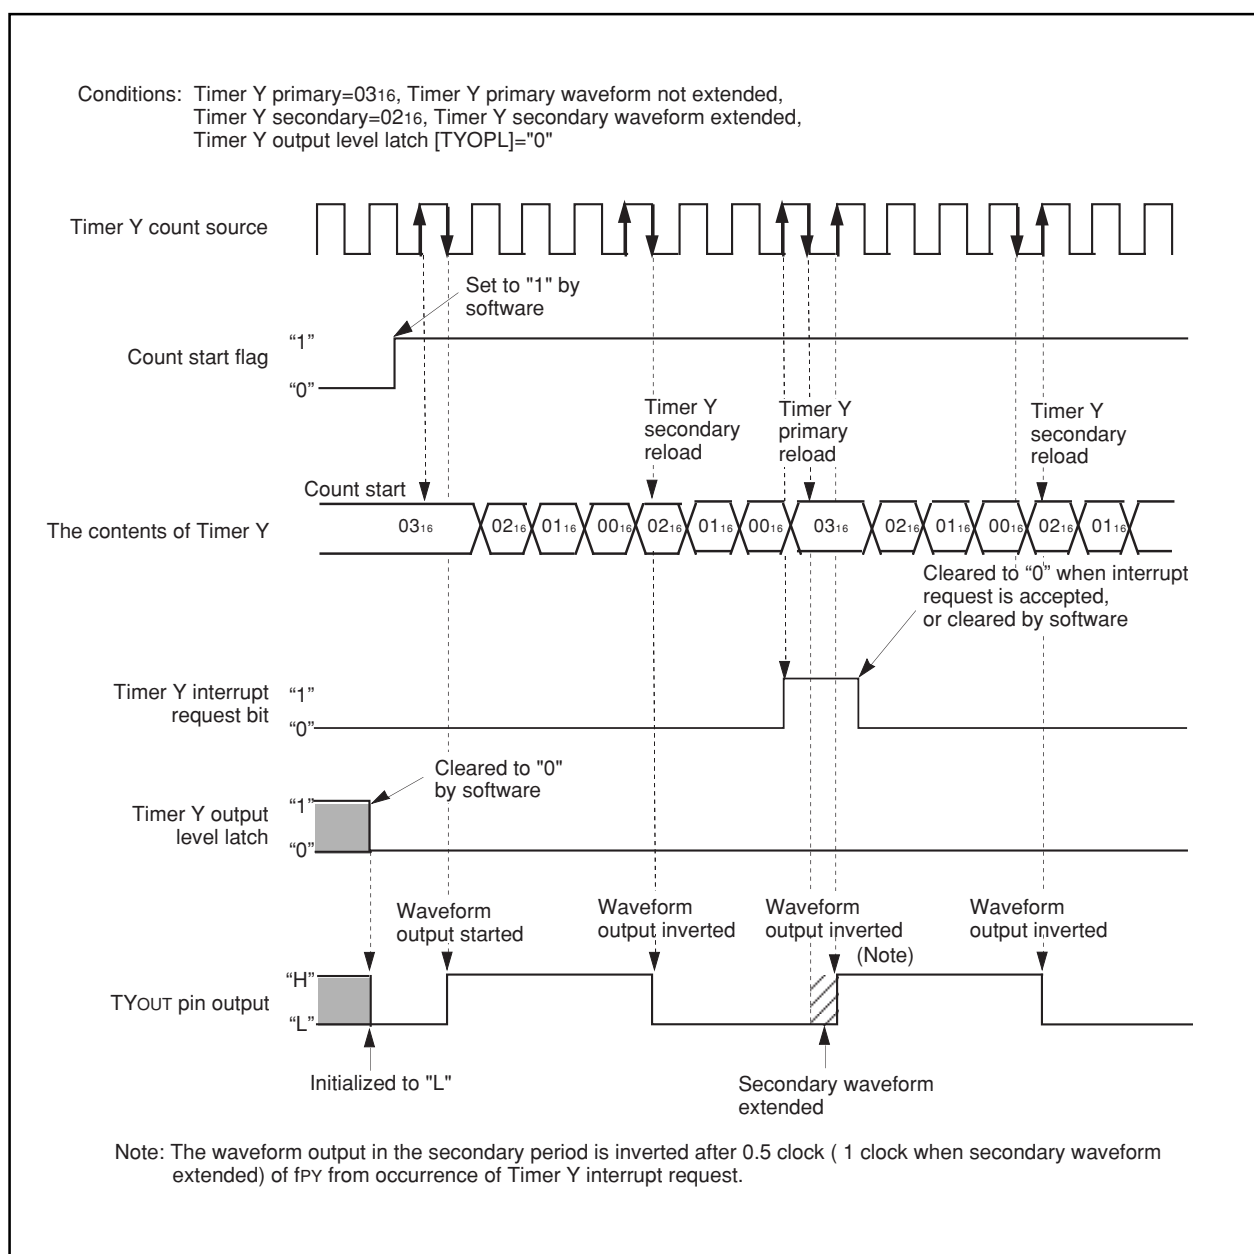 Conditions: Timer Y primary=0316, Timer Y primary waveform not extended,
Timer Y secondary=0216, Timer Y secondary waveform extended,
Timer Y output level latch [TYOPL]="0"
Timer Y count source
Set to "1" by
software
“1”
Count start flag
“0”
Timer Y
secondary
reload
Timer Y
primary
reload
Timer Y
secondary
reload
Count start
The contents of Timer Y
0316 0216 0116 0016 0216 0116 0016 0316 0216 0116 0016 0216 0116
Cleared to “0” when interrupt
request is accepted,
or cleared by software
Timer Y interrupt
request bit
“1”
“0”
Cleared to "0"
by software
Timer Y output
level latch
“1”
“0”
Waveform
output started
Waveform
output inverted
Waveform
output inverted
(Note)
Waveform
output inverted
“H”
TYOUT pin output
“L”
Initialized to "L"
Secondary waveform
extended
Note: The waveform output in the secondary period is inverted after 0.5 clock ( 1 clock when secondary waveform
extended) of fPY from occurrence of Timer Y interrupt request.